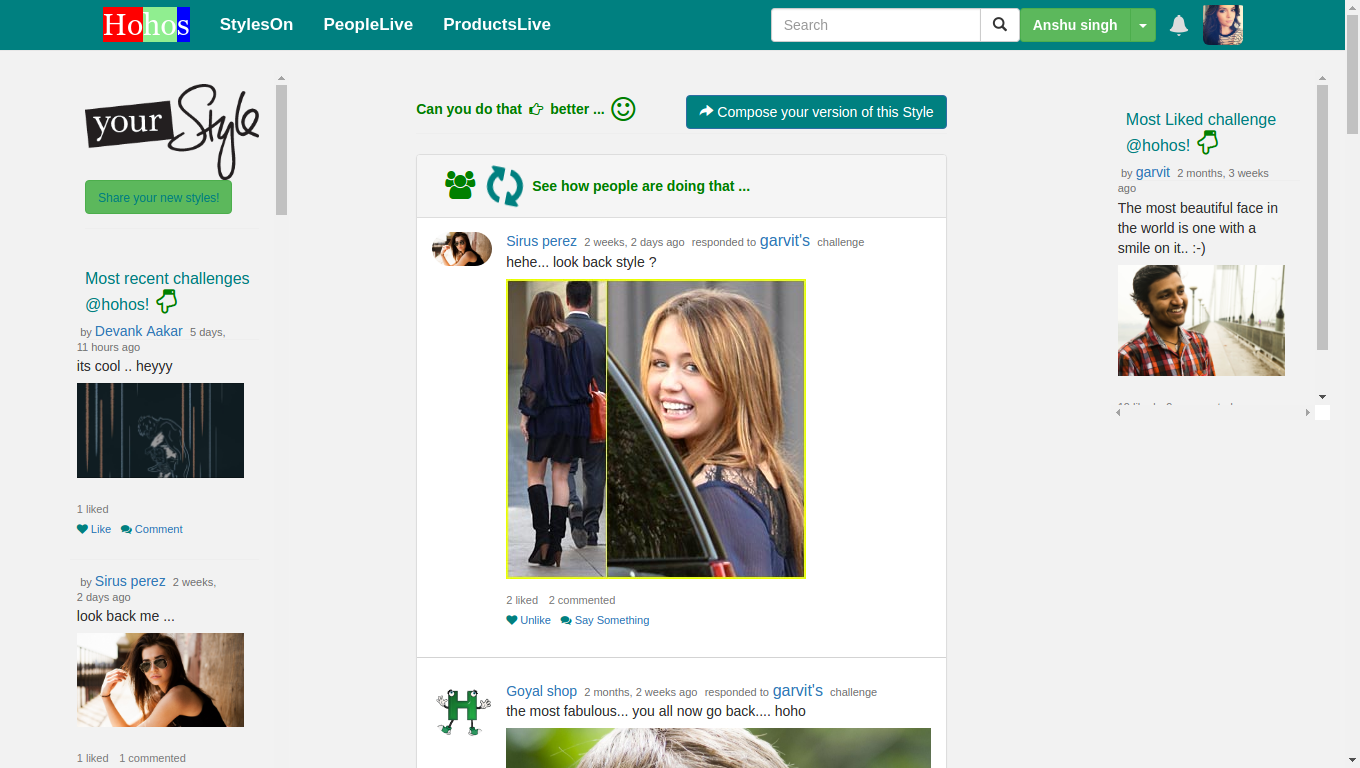 Hohos StylesOn PeopleLive ProductsLive Search Anshu singh
your Style
Share your new styles!
Most recent challenges
@hohos!
by Devank Aakar 5 days,
11 hours ago
its cool .. heyyy
1 liked
Like Comment
by Sirus perez 2 weeks,
2 days ago
look back me ...
1 liked 1 commented
Can you do that better ...
Compose your version of this Style
See how people are doing that ...
Sirus perez 2 weeks, 2 days ago responded to garvit's challenge
hehe... look back style ?
2 liked 2 commented
Unlike Say Something
Goyal shop 2 months, 2 weeks ago responded to garvit's challenge
the most fabulous... you all now go back.... hoho
Most Liked challenge
@hohos!
by garvit 2 months, 3 weeks
ago
The most beautiful face in
the world is one with a
smile on it.. :-)